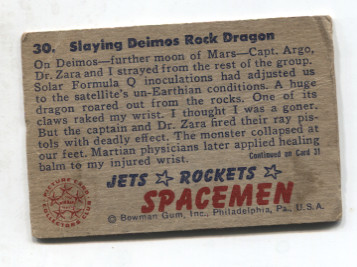 30. Slaying Deimos Rock Dragon
On Deimos—further moon of Mars—Capt. Argo,
Dr. Zara and I strayed from the rest of the group.
Solar Formula Q inoculations had adjusted us
to the satellite's un-Earthian conditions. A huge
dragon roared out from the rocks. One of its
claws raked my wrist. I thought I was a goner.
But the captain and Dr. Zara fired their ray pis-
tols with deadly effect. The monster collapsed at
our feet. Martian physicians later applied healing
balm to my injured wrist.
Continued on Card 31
JETS ☆ ROCKETS ☆
SPACEMEN
© Bowman Gum, Inc., Philadelphia, Pa., U.S.A.